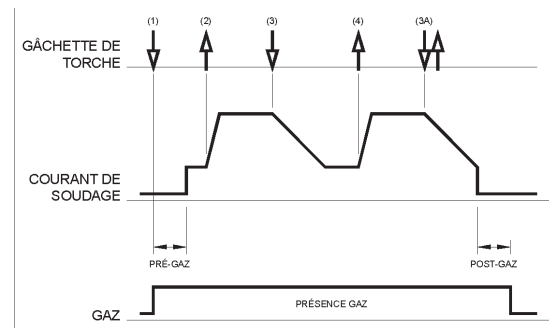 (1) (2) (3) (4) (3A)
GÂCHETTE DE
TORCHE
COURANT DE
SOUDAGE
PRÉ-GAZ POST-GAZ
PRÉSENCE GAZ
GAZ